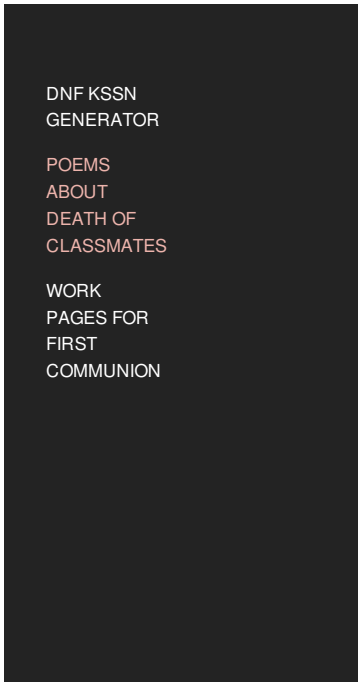 DNF KSSN
GENERATOR
POEMS
ABOUT
DEATH OF
CLASSMATES
WORK
PAGES FOR
FIRST
COMMUNION